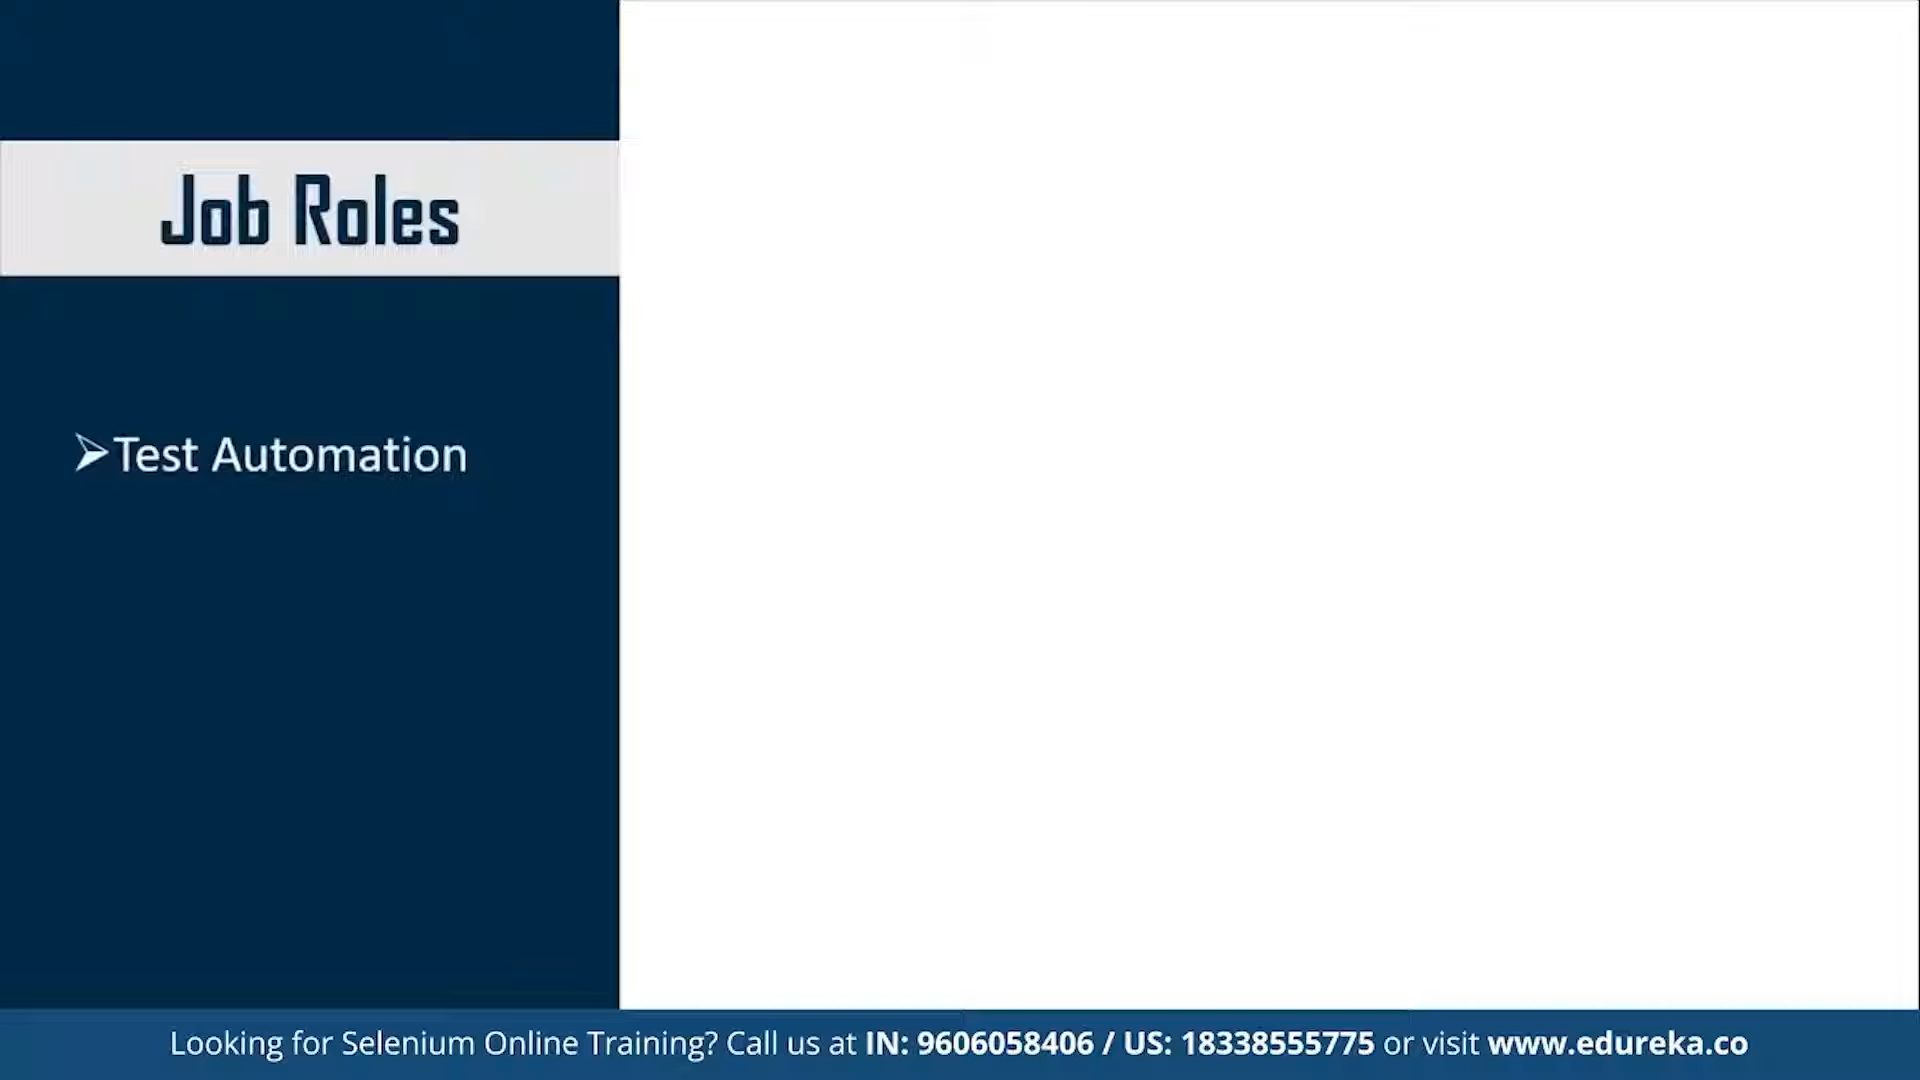 Job Roles
➢Test Automation
Looking for Selenium Online Training? Call us at IN: 9606058406 / US: 18338555775 or visit www.edureka.co